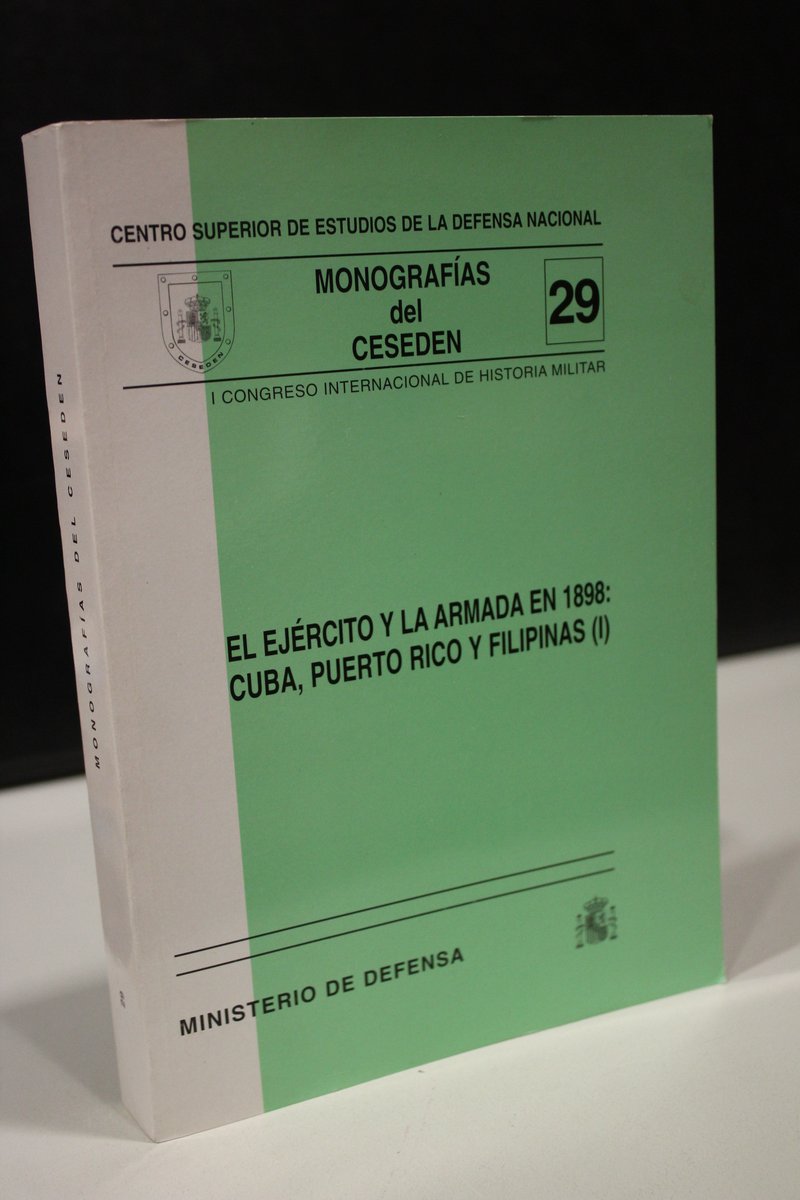 CENTRO SUPERIOR DE ESTUDIOS DE LA DEFENSA NACIONAL
MONOGRAFÍAS
del
CESEDEN
29
CESEDEN
I CONGRESO INTERNACIONAL DE HISTORIA MILITAR
EL EJÉRCITO Y LA ARMADA EN 1898:
CUBA, PUERTO RICO Y FILIPINAS (I)
MINISTERIO DE DEFENSA
MONOGRAFÍAS DEL CESEDEN